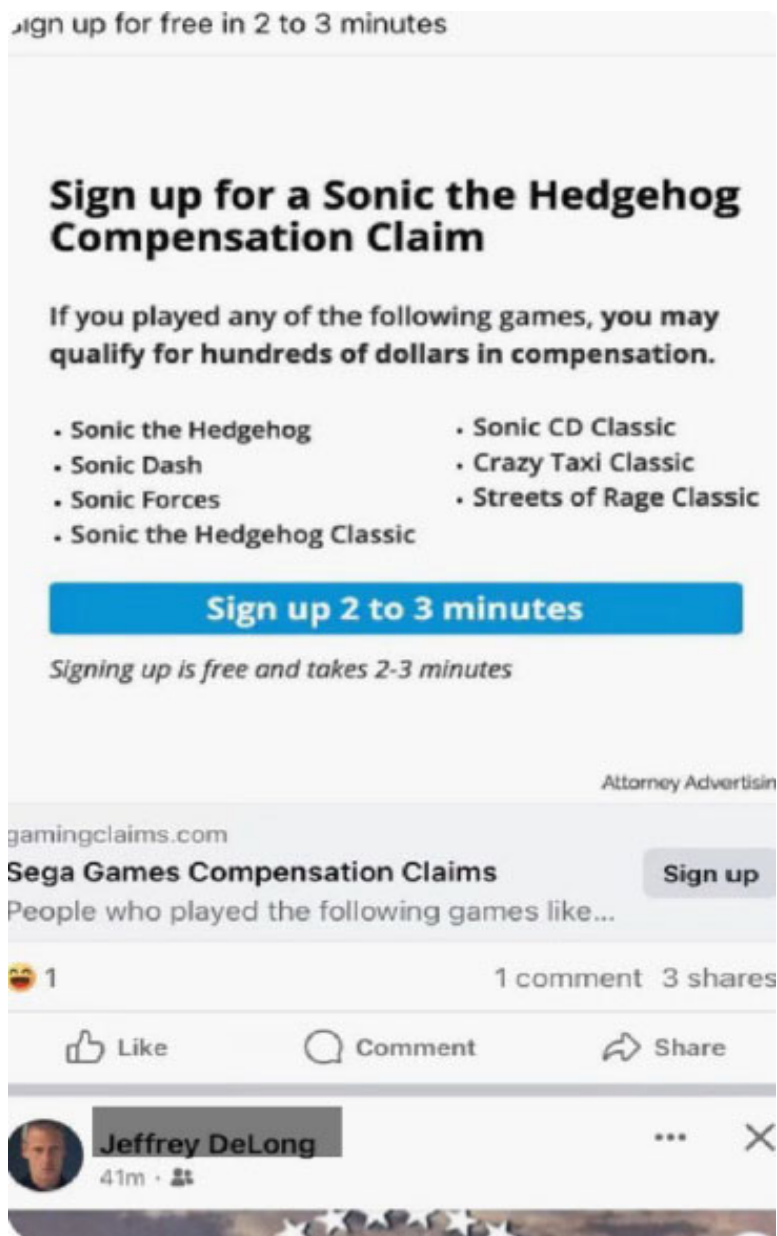 sign up for free in 2 to 3 minutes
Sign up for a Sonic the Hedgehog
Compensation Claim
If you played any of the following games, you may
qualify for hundreds of dollars in compensation.
• Sonic the Hedgehog
• Sonic Dash
• Sonic Forces
• Sonic the Hedgehog Classic
• Sonic CD Classic
• Crazy Taxi Classic
• Streets of Rage Classic
Sign up 2 to 3 minutes
Signing up is free and takes 2-3 minutes
Attorney Advertisin
gamingclaims.com
Sega Games Compensation Claims
Sign up
People who played the following games like...
1
1 comment 3 shares
Like
Comment
Share
Jeffrey DeLong
41m ·